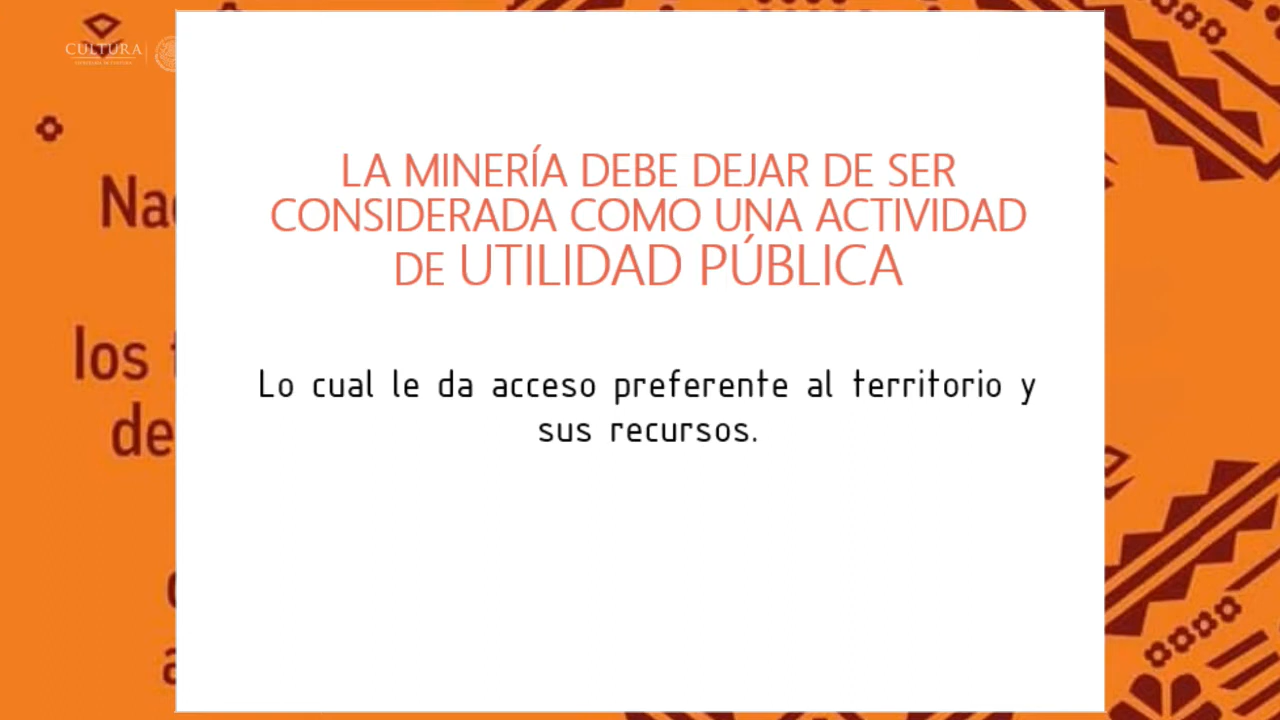 CULTURA
LA MINERÍA DEBE DEJAR DE SER
CONSIDERADA COMO UNA ACTIVIDAD
DE UTILIDAD PÚBLICA
Lo cual le da acceso preferente al territorio y
sus recursos.
los